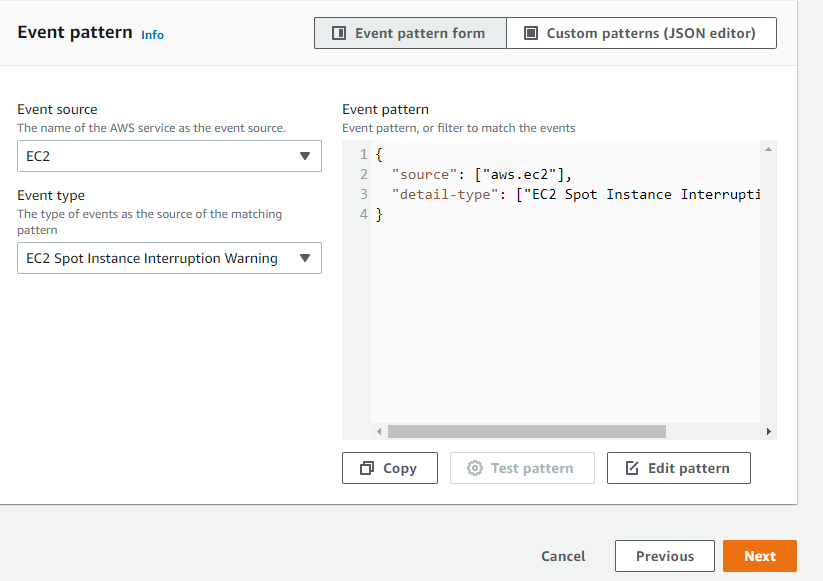 Event pattern Info
Event pattern form
Custom patterns (JSON editor)
Event source
The name of the AWS service as the event source.
EC2
Event type
The type of events as the source of the matching
pattern
EC2 Spot Instance Interruption Warning
Event pattern
Event pattern, or filter to match the events
1 {
2 "source": ["aws.ec2"],
3 "detail-type": ["EC2 Spot Instance Interrupti
4 }
Copy
Test pattern
Edit pattern
Cancel
Previous
Next